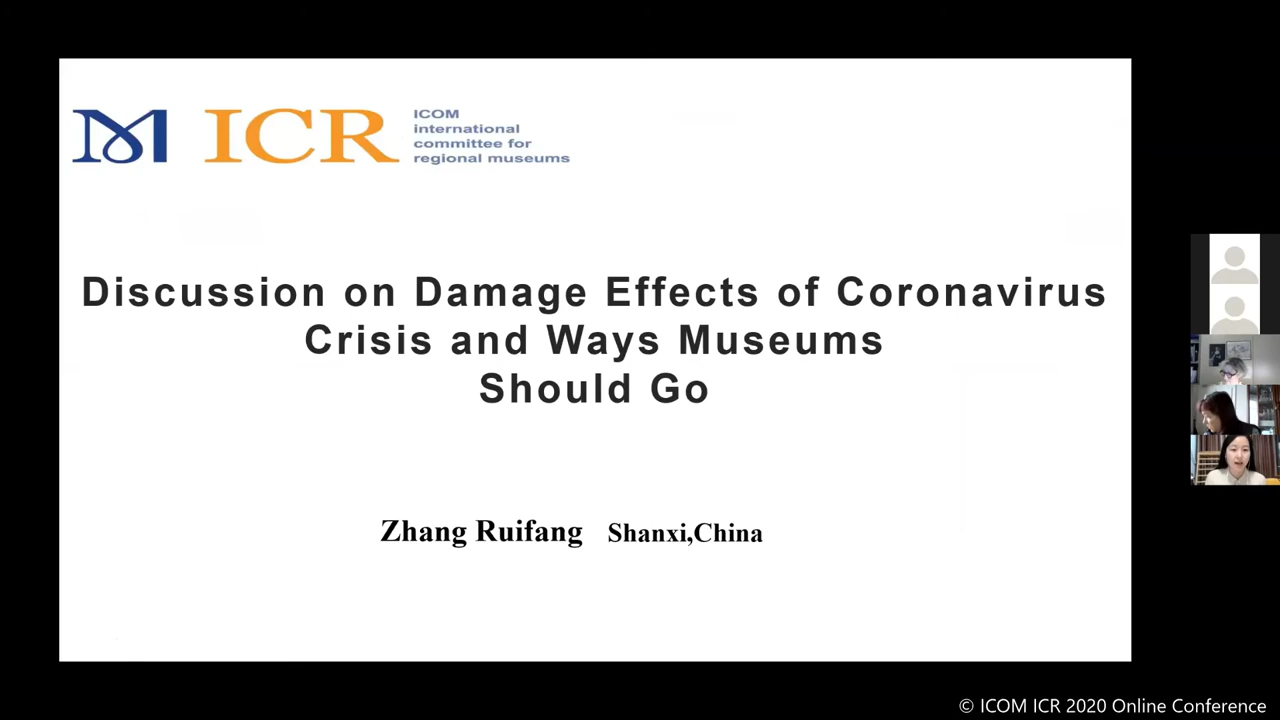 M ICR
ICOM
international
committee for
regional museums
Discussion on Damage Effects of Coronavirus
Crisis and Ways Museums
Should Go
Zhang Ruifang Shanxi,China
© ICOM ICR 2020 Online Conference